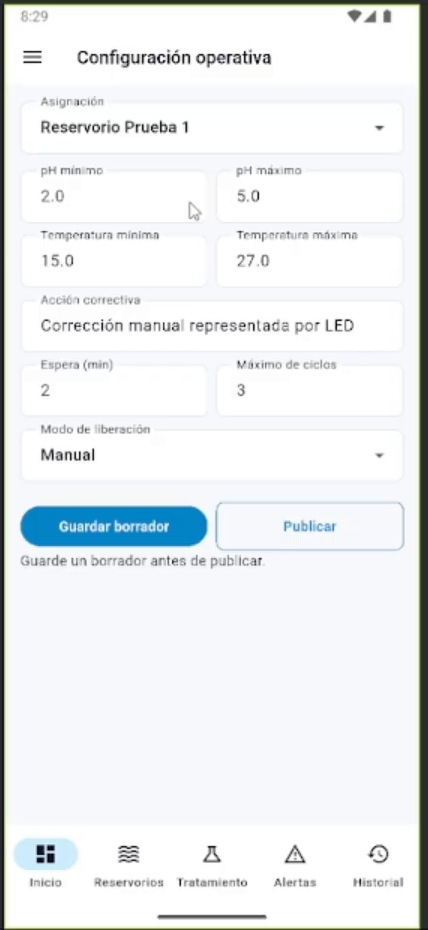 8:29
Configuración operativa
Asignación
Reservorio Prueba 1
pH mínimo
pH máximo
2.0
5.0
Temperatura mínima
Temperatura máxima
15.0
27.0
Acción correctiva
Corrección manual representada por LED
Espera (min)
Máximo de ciclos
2
3
Modo de liberación
Manual
Guardar borrador
Publicar
Guarde un borrador antes de publicar.
Inicio
Reservorios
Tratamiento
Alertas
Historial